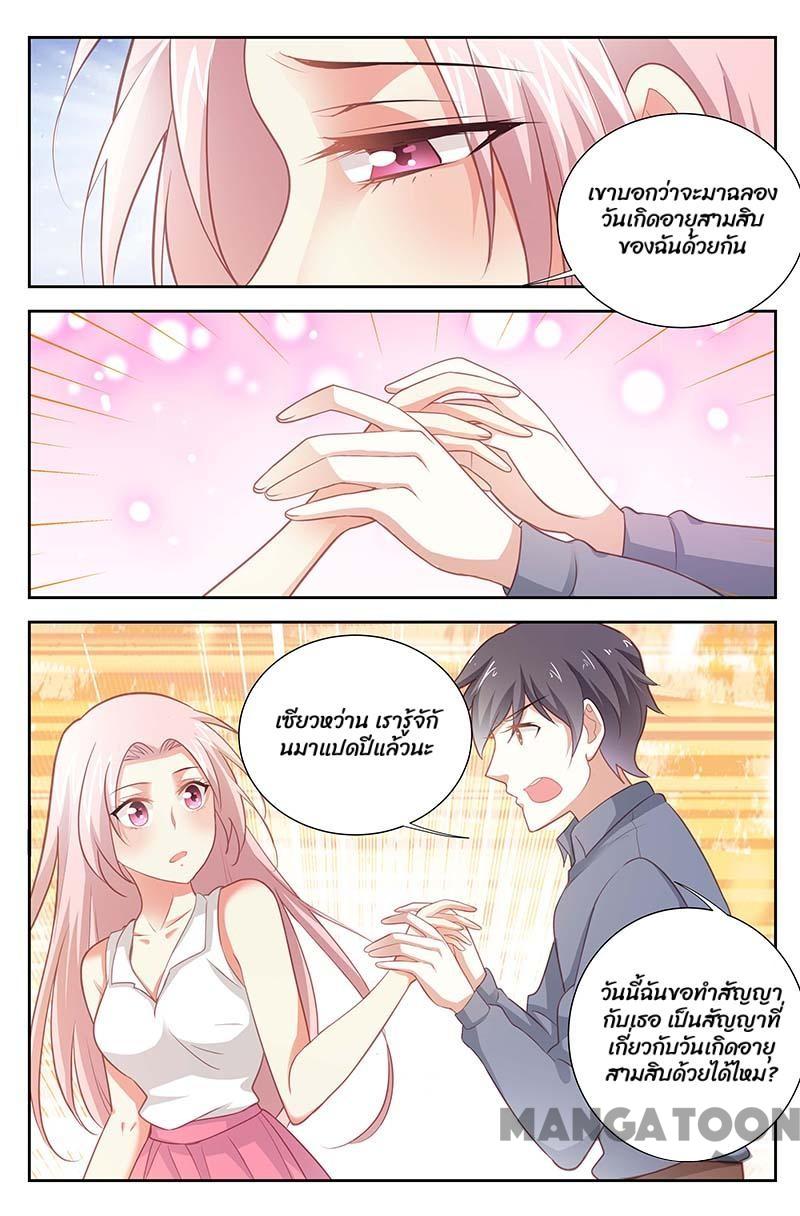 เขาบอกว่าจะมาฉลอง
วันเกิดอายุสามสิบ
ของฉันด้วยกัน
เซียวหว่าน เรารู้จักั
นมาแปดปีแล้วนะ
วันนี้ฉันขอทำสัญญา
กับเธอ เป็นสัญญาที่
เกี่ยวกับวันเกิดอายุ
สามสิบด้วยได้ไหม?
MANGATOON